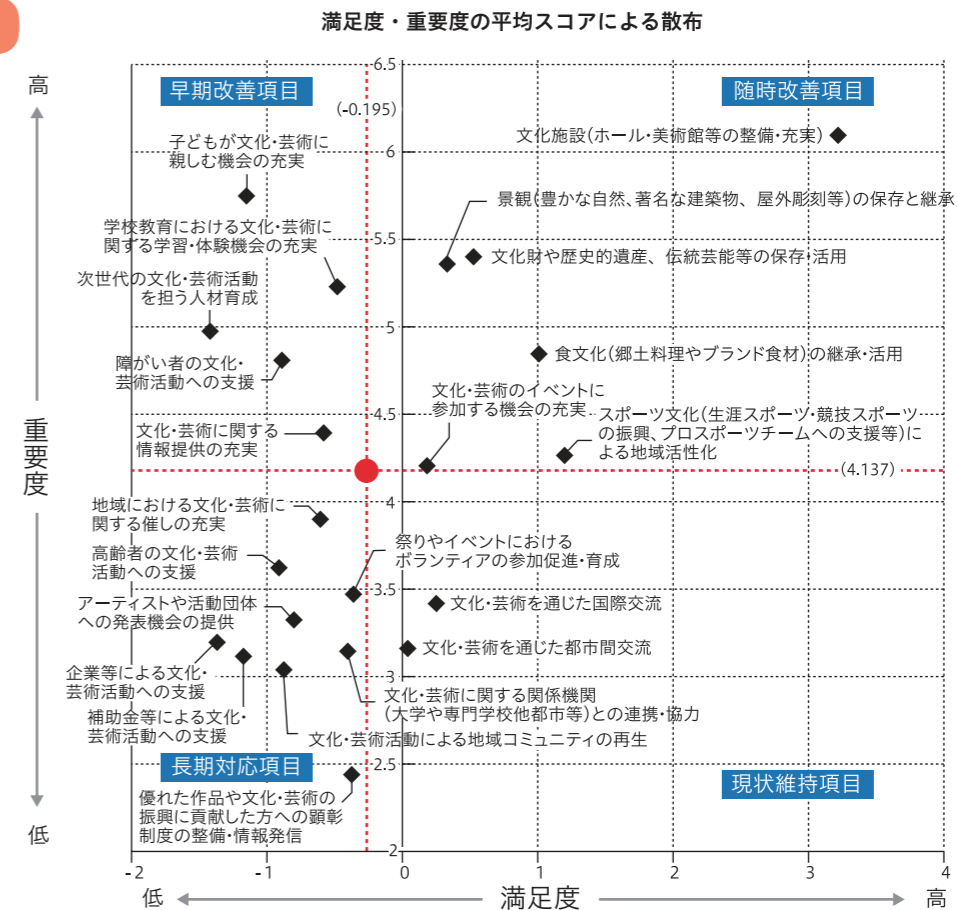 満足度・重要度の平均スコアによる散布
高
早期改善項目
随時改善項目
6.5
(-0.195)
文化施設(ホール・美術館等の整備・充実)
子どもが文化・芸術に
親しむ機会の充実
6
景観(豊かな自然、著名な建築物、屋外彫刻等)の保存と継承
学校教育における文化・芸術に
関する学習・体験機会の充実
5.5
文化財や歴史的遺産、伝統芸能等の保存・活用
次世代の文化・芸術活動
を担う人材育成
5
障がい者の文化・
芸術活動への支援
食文化(郷土料理やブランド食材)の継承・活用
文化・芸術のイベントに
参加する機会の充実
4.5
スポーツ文化(生涯スポーツ・競技スポーツ
の振興、プロスポーツチームへの支援等)に
よる地域活性化
文化・芸術に関する
情報提供の充実
重要度
(4.137)
4
地域における文化・芸術に
関する催しの充実
高齢者の文化・芸術
活動への支援
祭りやイベントにおける
ボランティアの参加促進・育成
3.5
アーティストや活動団体
への発表機会の提供
文化・芸術を通じた国際交流
文化・芸術を通じた都市間交流
企業等による文化・
芸術活動への支援
3
文化・芸術に関する関係機関
(大学や専門学校他都市等)との連携・協力
補助金等による文化・
芸術活動への支援
文化・芸術活動による地域コミュニティの再生
長期対応項目
2.5
現状維持項目
優れた作品や文化・芸術の
振興に貢献した方への顕彰
制度の整備・情報発信
低
2
-2
-1
0
1
2
3
4
低
満足度
高